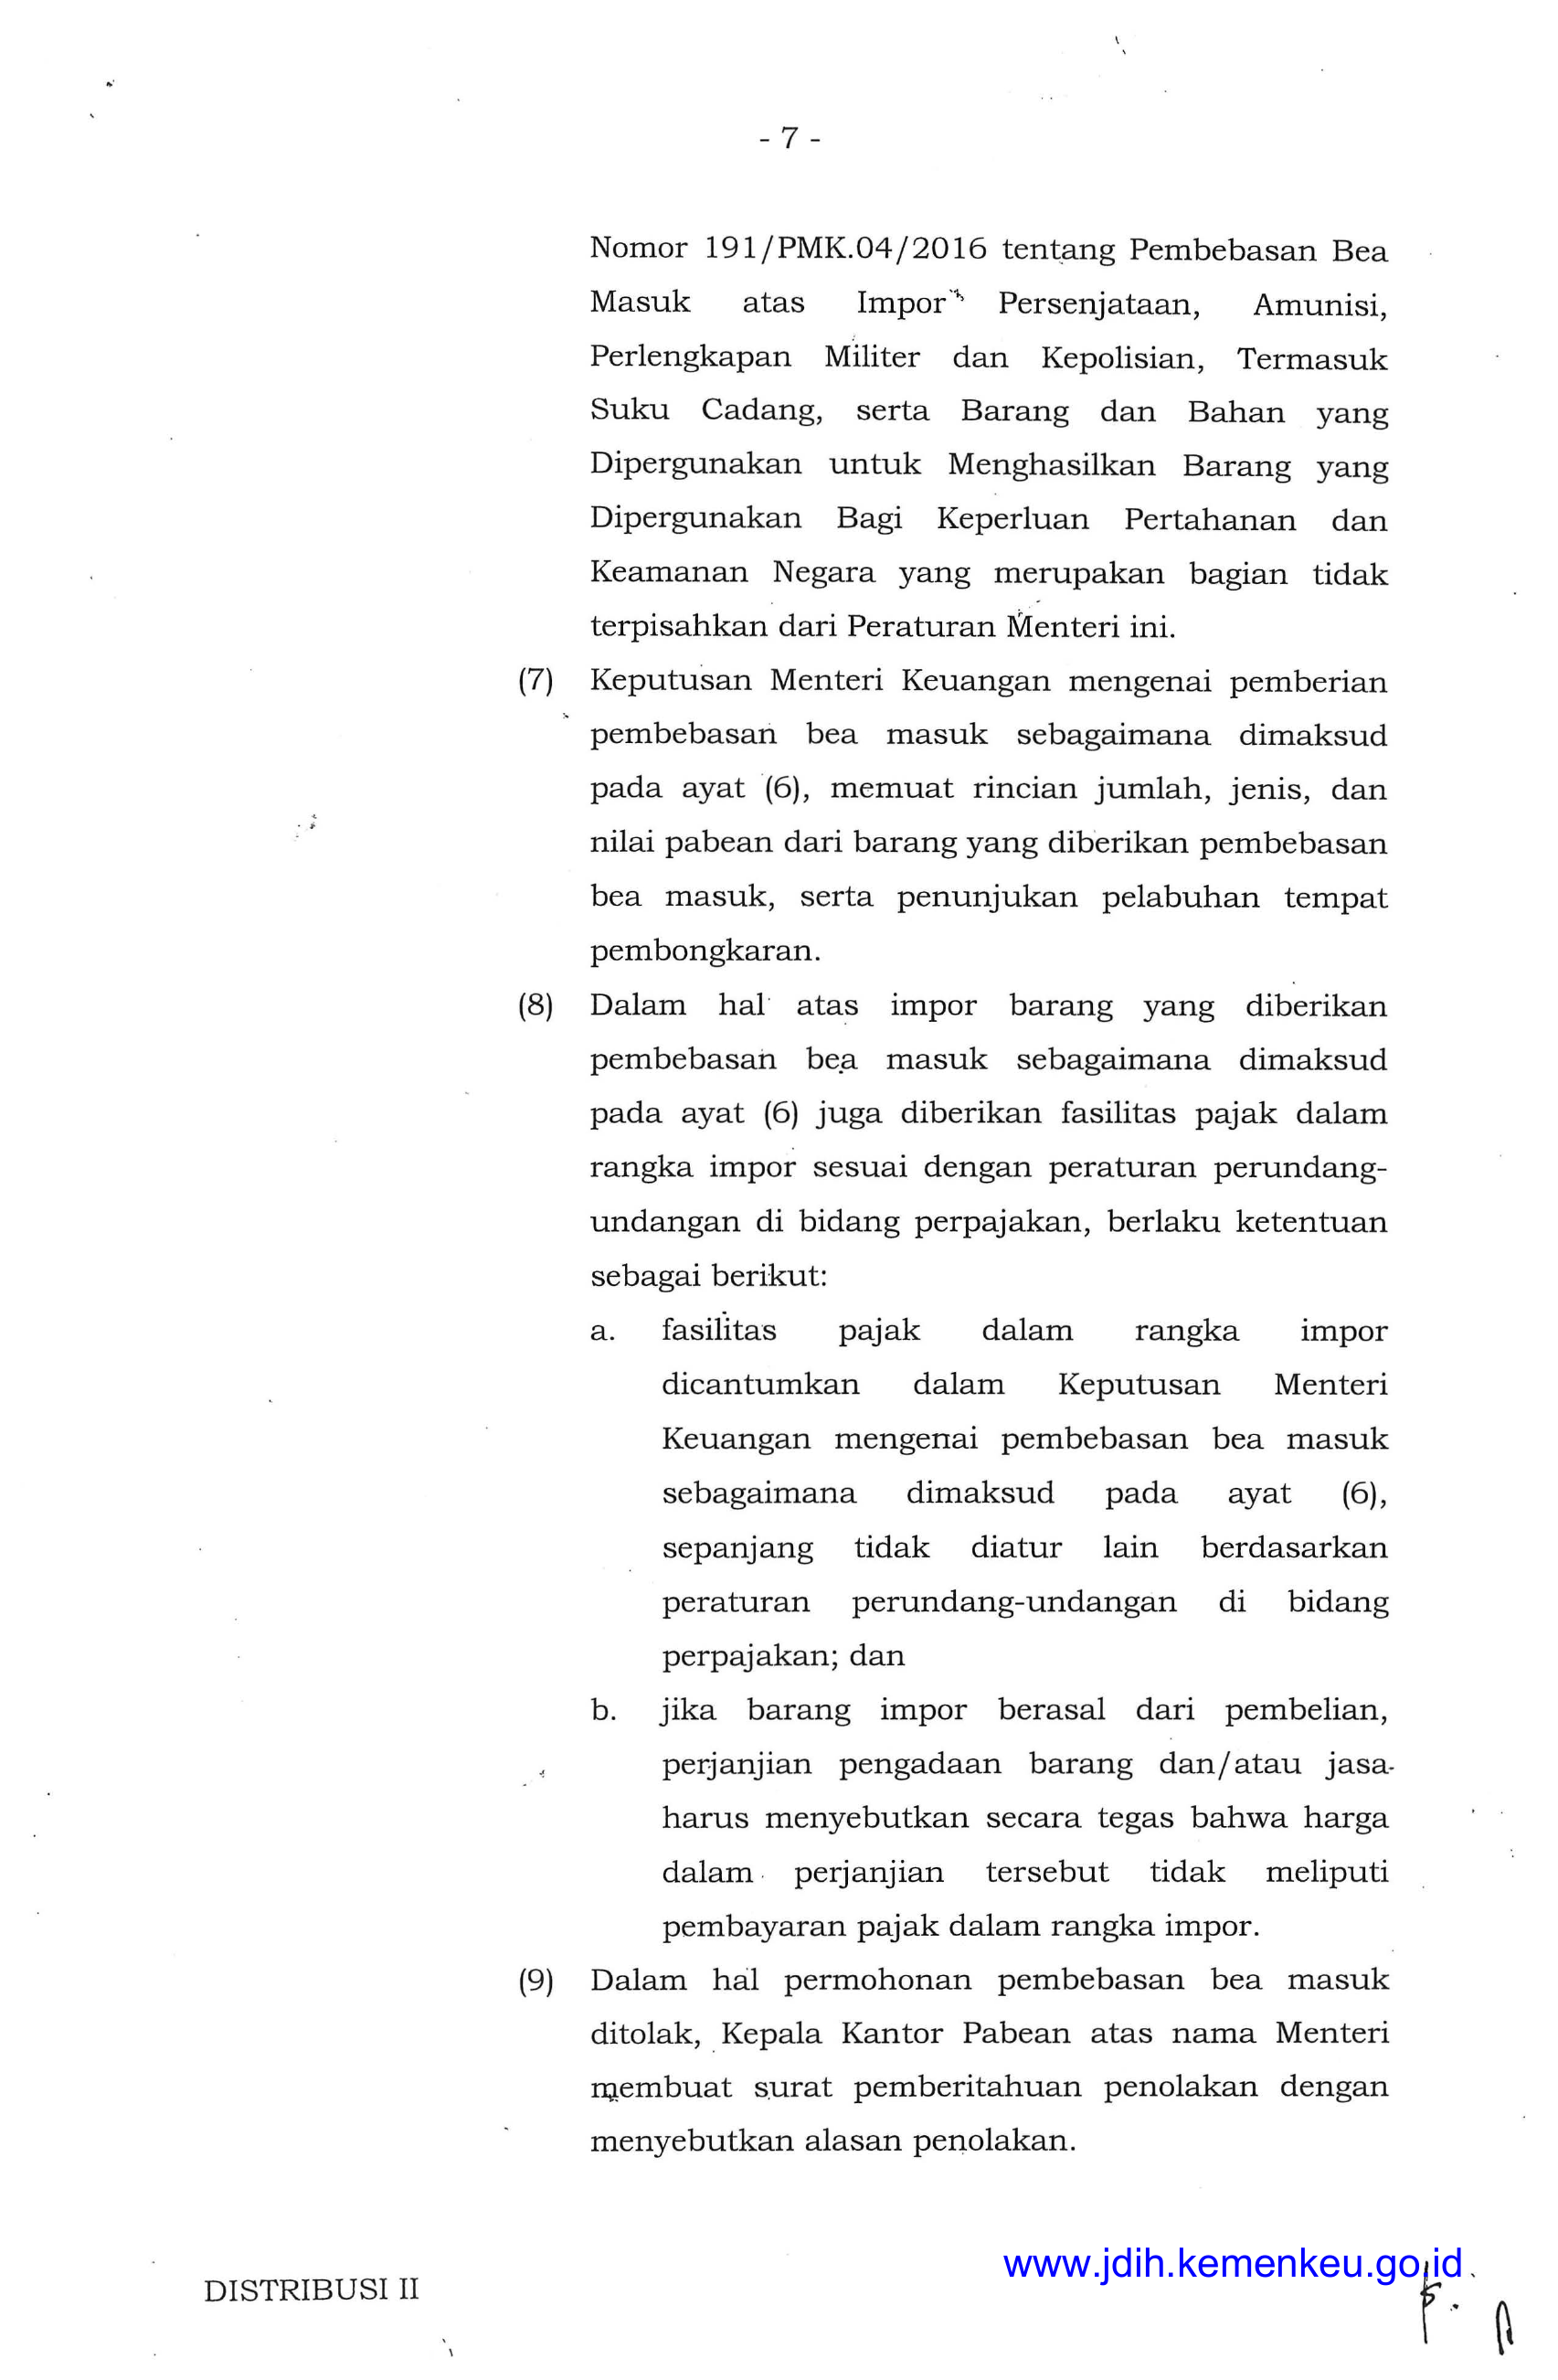 - 7 -
Nomor 191/PMK.04/2016 tentang Pembebasan Bea
Masuk atas Impor Persenjataan, Amunisi,
Perlengkapan Militer dan Kepolisian, Termasuk
Suku Cadang, serta Barang dan Bahan yang
Dipergunakan untuk Menghasilkan Barang yang
Dipergunakan Bagi Keperluan Pertahanan dan
Keamanan Negara yang merupakan bagian tidak
terpisahkan dari Peraturan Menteri ini.
(7) Keputusan Menteri Keuangan mengenai pemberian
pembebasan bea masuk sebagaimana dimaksud
pada ayat (6), memuat rincian jumlah, jenis, dan
nilai pabean dari barang yang diberikan pembebasan
bea masuk, serta penunjukan pelabuhan tempat
pembongkaran.
(8) Dalam hal atas impor barang yang diberikan
pembebasan bea masuk sebagaimana dimaksud
pada ayat (6) juga diberikan fasilitas pajak dalam
rangka impor sesuai dengan peraturan perundang-
undangan di bidang perpajakan, berlaku ketentuan
sebagai berikut:
a. fasilitas pajak dalam rangka impor
dicantumkan dalam Keputusan Menteri
Keuangan mengenai pembebasan bea masuk
sebagaimana dimaksud pada ayat (6),
sepanjang tidak diatur lain berdasarkan
peraturan perundang-undangan di bidang
perpajakan; dan
b. jika barang impor berasal dari pembelian,
perjanjian pengadaan barang dan/atau jasa
harus menyebutkan secara tegas bahwa harga
dalam perjanjian tersebut tidak meliputi
pembayaran pajak dalam rangka impor.
(9) Dalam hal permohonan pembebasan bea masuk
ditolak, Kepala Kantor Pabean atas nama Menteri
membuat surat pemberitahuan penolakan dengan
menyebutkan alasan penolakan.
www.jdih.kemenkeu.go.id
DISTRIBUSI II